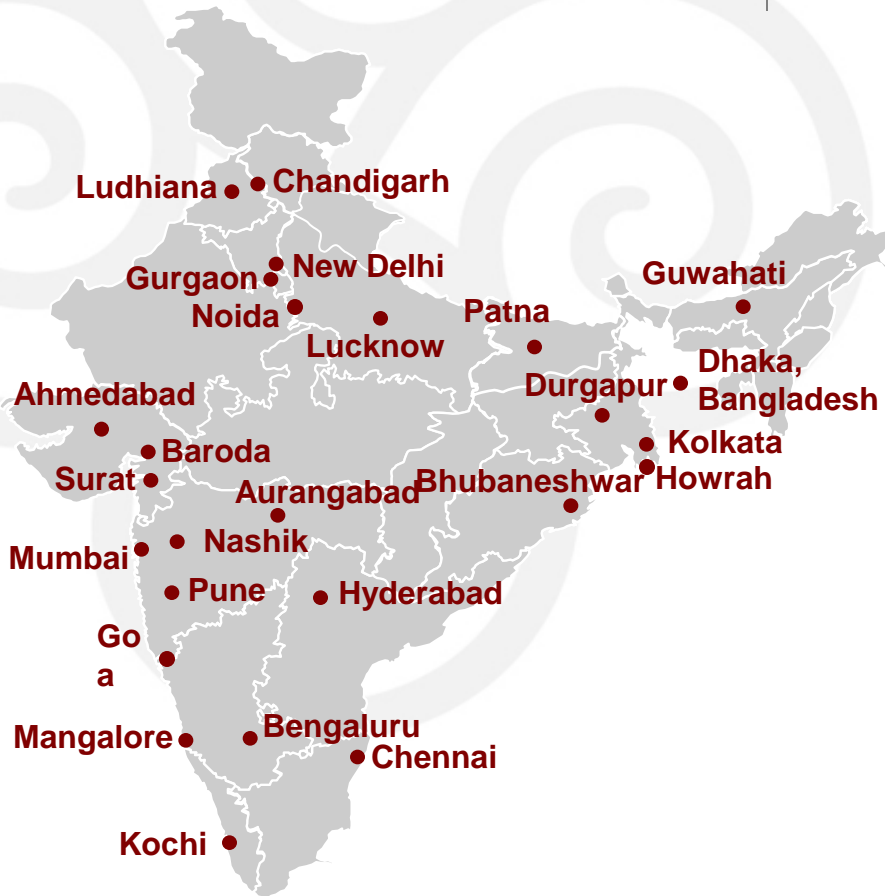 Ludhiana
Chandigarh
New Delhi
Gurgaon
Noida
Lucknow
Patna
Guwahati
Dhaka,
Bangladesh
Durgapur
Ahmedabad
Baroda
Kolkata
Surat
Howrah
Aurangabad
Bhubaneshwar
Nashik
Mumbai
Pune
Hyderabad
Go
a
Mangalore
Bengaluru
Chennai
Kochi